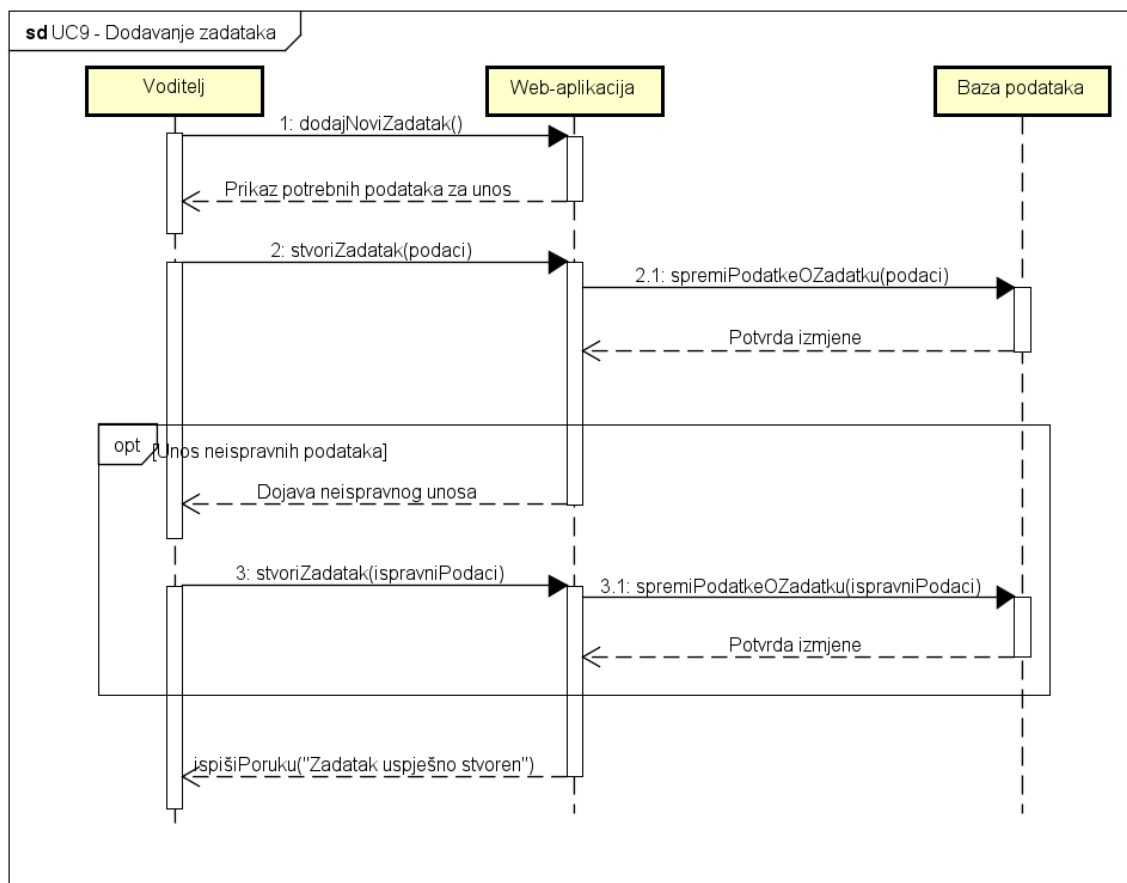 sd UC9 - Dodavanje zadataka
Voditelj
Web-aplikacija
Baza podataka
1: dodajNoviZadatak()
Prikaz potrebnih podataka za unos
2: stvoriZadatak(podaci)
2.1: spremiPodatkeOZadatku(podaci)
Potvrda izmjene
opt
[Unos neispravnih podataka]
Dojava neispravnog unosa
3: stvoriZadatak(ispravniPodaci)
3.1: spremiPodatkeOZadatku(ispravniPodaci)
Potvrda izmjene
ispišiPoruku("Zadatak uspješno stvoren")